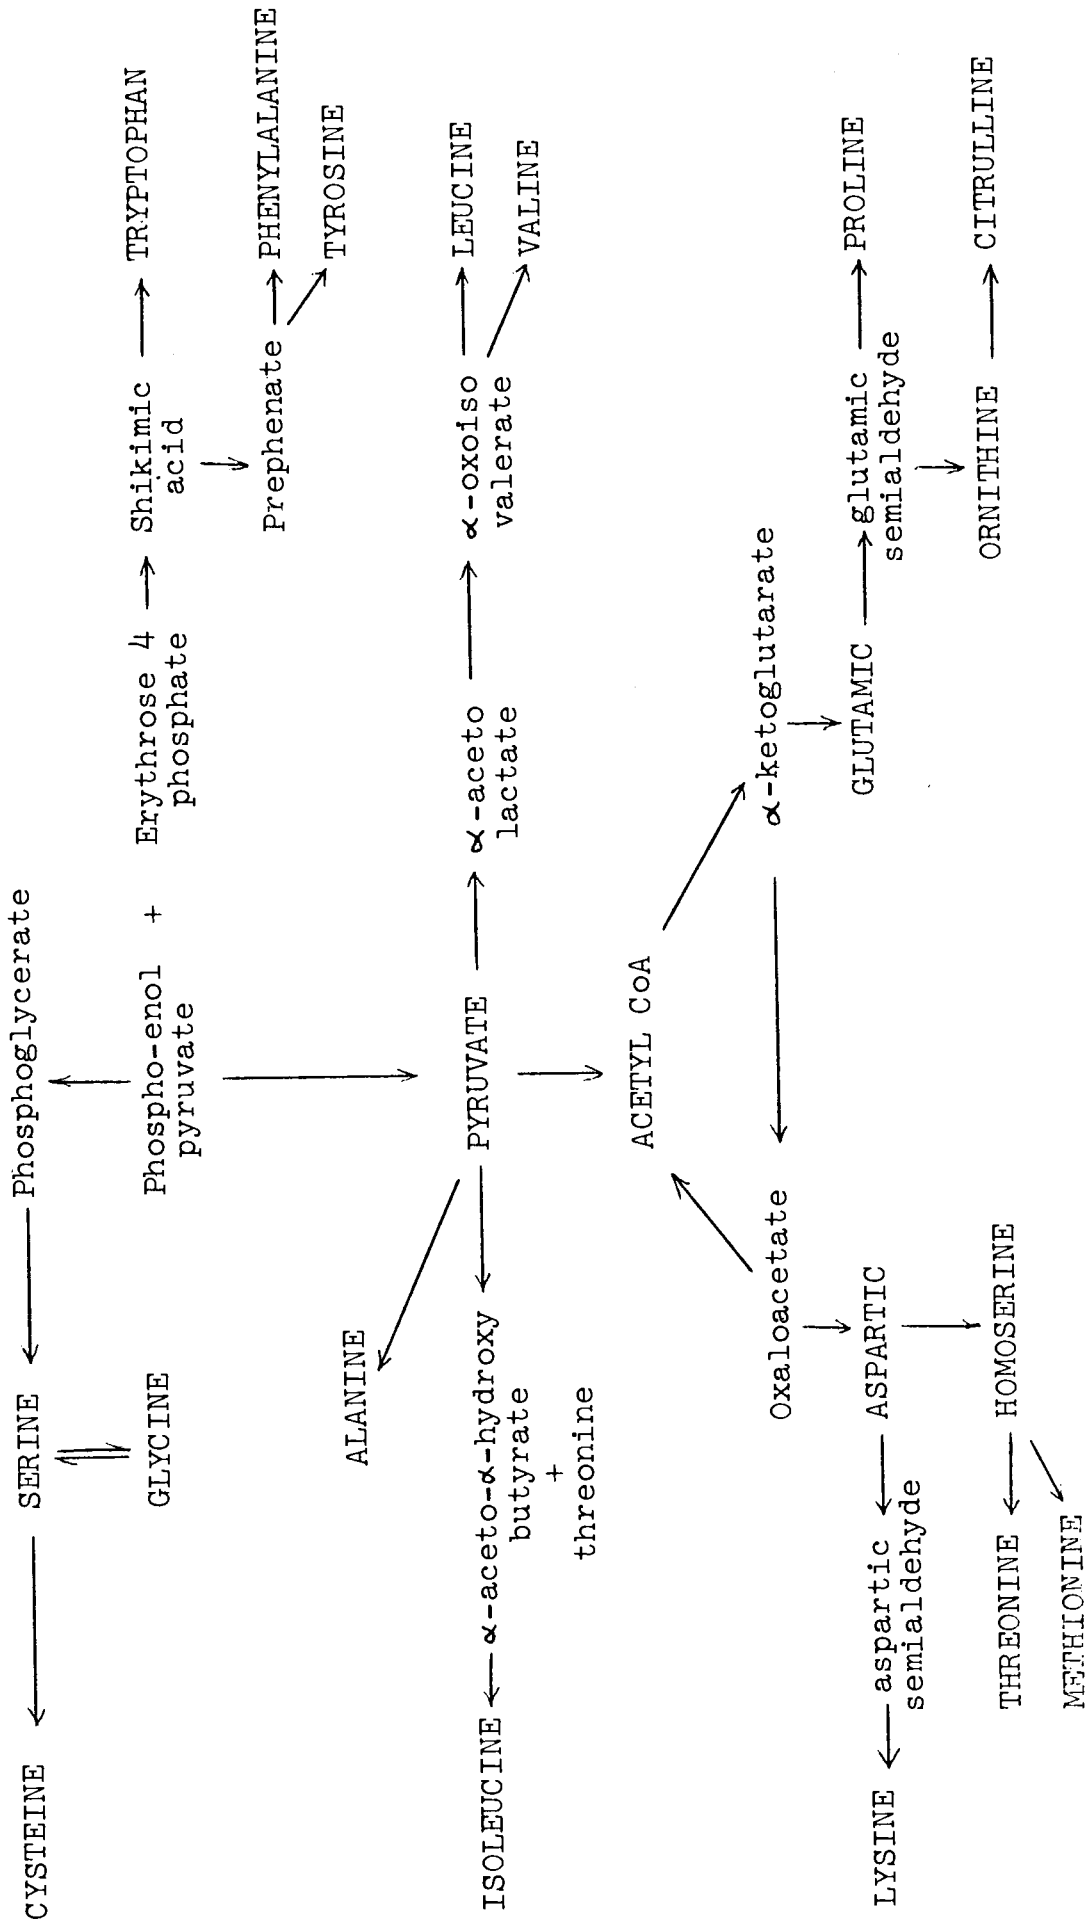 CYSTEINE
SERINE
Phosphoglycerate
GLYCINE
Phospho-enol
pyruvate
+
Erythrose 4
phosphate
Shikimic
acid
TRYPTOPHAN
Prephenate
PHENYLALANINE
TYROSINE
ALANINE
ISOLEUCINE
α-aceto-α-hydroxy
butyrate
+
threonine
PYRUVATE
α-aceto
lactate
α-oxoiso
valerate
LEUCINE
VALINE
ACETYL CoA
Oxaloacetate
α-ketoglutarate
LYSINE
aspartic
semialdehyde
ASPARTIC
GLUTAMIC
glutamic
semialdehyde
PROLINE
THREONINE
HOMOSERINE
METHIONINE
ORNITHINE
CITRULLINE